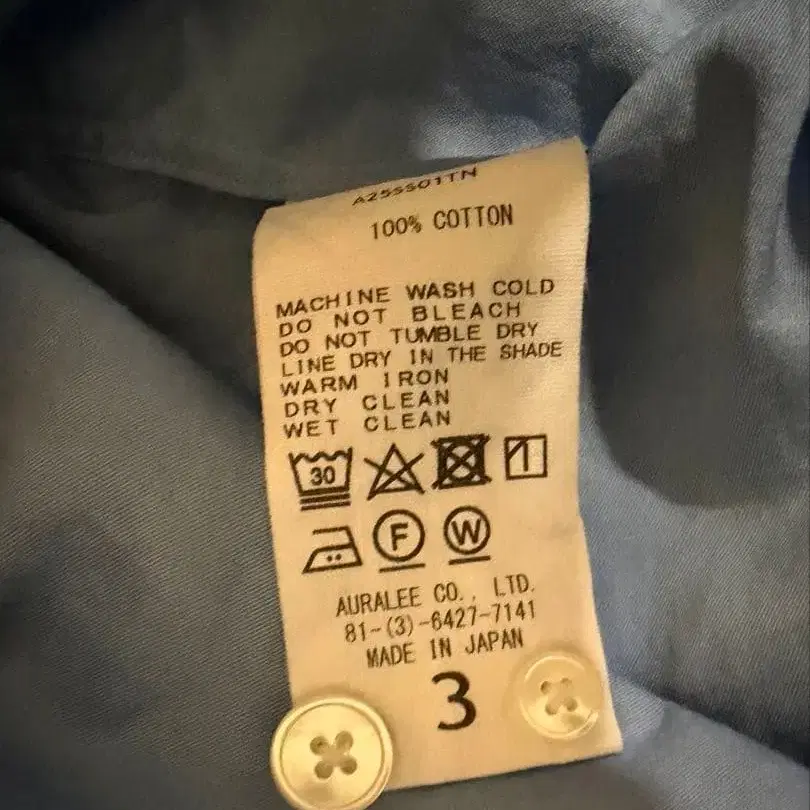 A25SS01TN
100% COTTON
MACHINE WASH COLD
DO NOT BLEACH
DO NOT TUMBLE DRY
LINE DRY IN THE SHADE
WARM IRON
DRY CLEAN
WET CLEAN
30
F W
AURALEE CO., LTD.
81-(3)-6427-7141
MADE IN JAPAN
3